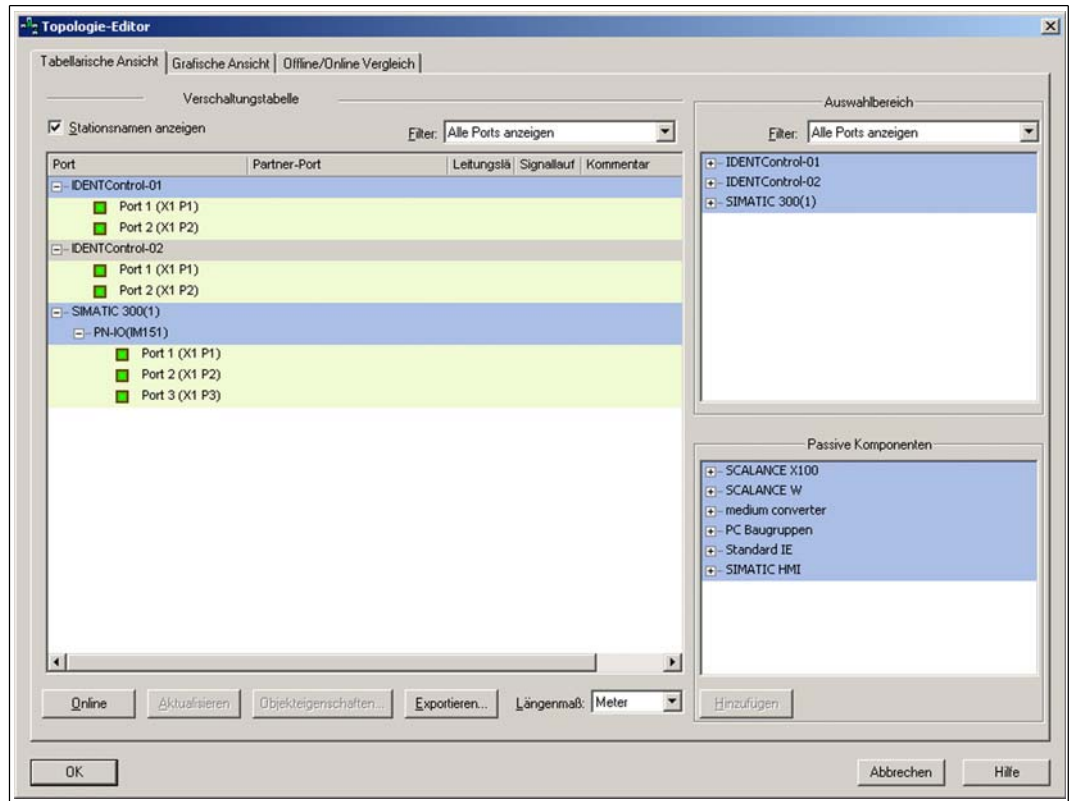 Topologie-Editor
Tabellarische Ansicht
Grafische Ansicht
Offline/Online Vergleich
Verschaltungstabelle
Stationsnamen anzeigen
Filter: Alle Ports anzeigen
Port Partner-Port Leitungslä Signallauf Kommentar
IDENTControl-01
Port 1 (X1 P1)
Port 2 (X1 P2)
IDENTControl-02
Port 1 (X1 P1)
Port 2 (X1 P2)
SIMATIC 300(1)
PN-IO(IM151)
Port 1 (X1 P1)
Port 2 (X1 P2)
Port 3 (X1 P3)
Online
Aktualisieren
Objekteigenschaften...
Exportieren...
Längenmaß: Meter
Auswahlbereich
Filter: Alle Ports anzeigen
IDENTControl-01
IDENTControl-02
SIMATIC 300(1)
Passive Komponenten
SCALANCE X100
SCALANCE W
medium converter
PC Baugruppen
Standard IE
SIMATIC HMI
Hinzufügen
OK
Abbrechen
Hilfe